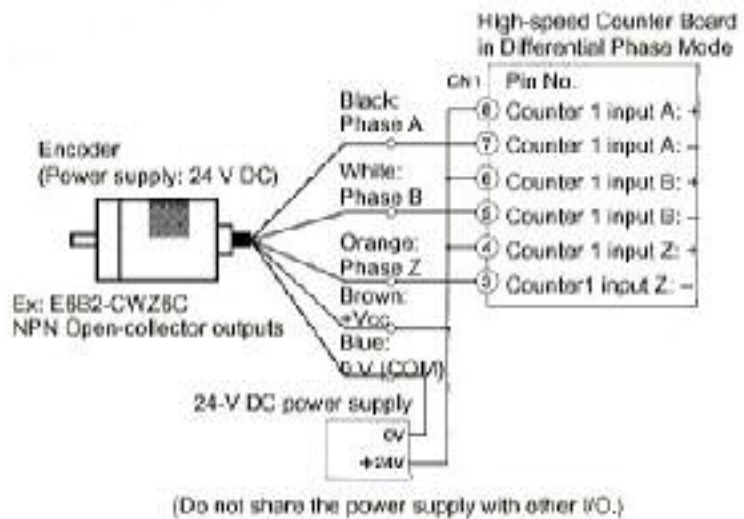 High-speed Counter Board
in Differential Phase Mode
CN1 Pin No.
Black:
Phase A
8 Counter 1 input A: +
7 Counter 1 input A: –
Encoder
(Power supply: 24 V DC)
White:
Phase B
6 Counter 1 input B: +
5 Counter 1 input B: –
Orange:
Phase Z
4 Counter 1 input Z: +
3 Counter1 input Z: –
Ex: E6B2-CWZ6C
NPN Open-collector outputs
Brown:
+Vcc
Blue:
0 V (COM)
24-V DC power supply
0V
+24V
(Do not share the power supply with other I/O.)